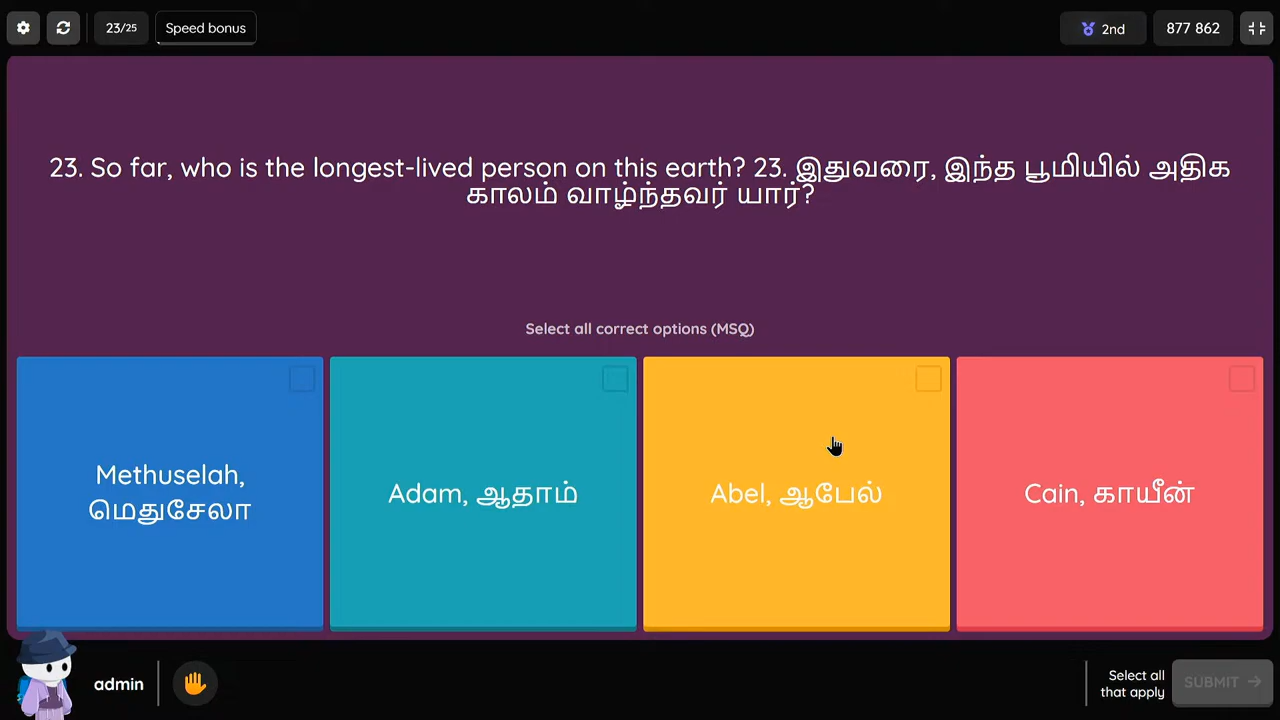 23/25
Speed bonus
2nd
877 862
23. So far, who is the longest-lived person on this earth? 23. இதுவரை, இந்த பூமியில் அதிக
காலம் வாழ்ந்தவர் யார்?
Select all correct options (MSQ)
Methuselah,
மெதுசேலா
Adam, ஆதாம்
Abel, ஆபேல்
Cain, காயீன்
admin
Select all
that apply
SUBMIT